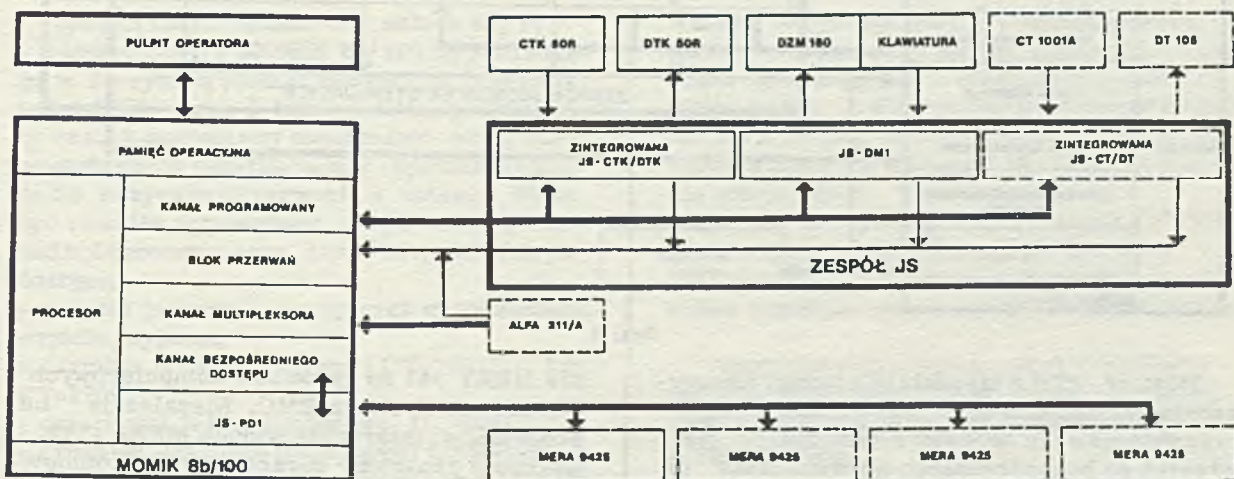 PULPIT OPERATORA
CTK 50R
DTK 50R
DZM 180
KLAWIATURA
CT 1001A
DT 105
PAMIĘĆ OPERACYJNA
PROCESOR
KANAŁ PROGRAMOWANY
BLOK PRZERWAŃ
KANAŁ MULTIPLEKSORA
KANAŁ BEZPOŚREDNIEGO
DOSTĘPU
JS-PD1
MOMIK 8b/100
ZINTEGROWANA
JS-CTK/DTK
JS-DM1
ZINTEGROWANA
JS-CT/DT
ZESPÓŁ JS
ALFA 311/A
MERA 9425
MERA 9425
MERA 9425
MERA 9425